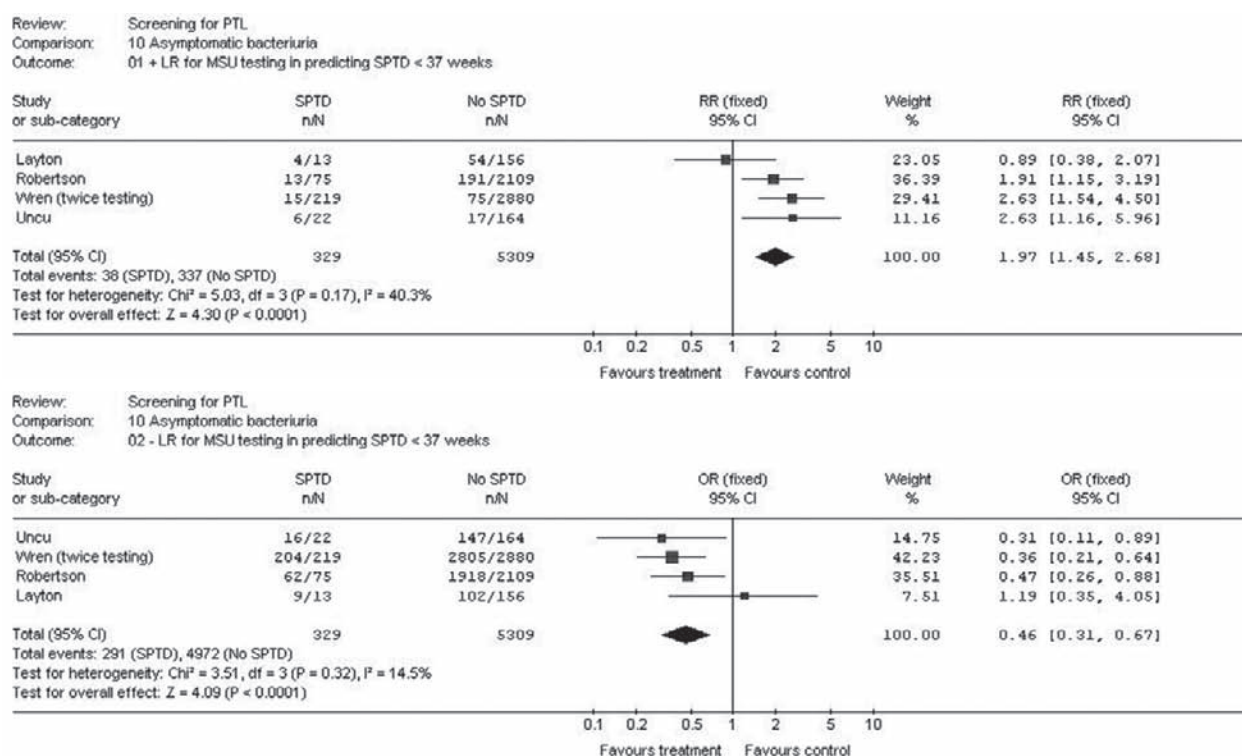 Review: Screening for PTL
Comparison: 10 Asymptomatic bacteriuria
Outcome: 01 + LR for MSU testing in predicting SPTD < 37 weeks
Study SPTD No SPTD RR (fixed) Weight RR (fixed)
or sub-category n/N n/N 95% CI % 95% CI
Layton 4/13 54/156 23.05 0.89 [0.38, 2.07]
Robertson 13/75 191/2109 36.39 1.91 [1.15, 3.19]
Wren (twice testing) 15/219 75/2880 29.41 2.63 [1.54, 4.50]
Uncu 6/22 17/164 11.16 2.63 [1.16, 5.96]
Total (95% CI) 329 5309 100.00 1.97 [1.45, 2.68]
Total events: 38 (SPTD), 337 (No SPTD)
Test for heterogeneity: Chi² = 5.03, df = 3 (P = 0.17), I² = 40.3%
Test for overall effect: Z = 4.30 (P < 0.0001)
0.1 0.2 0.5 1 2 5 10
Favours treatment Favours control
Review: Screening for PTL
Comparison: 10 Asymptomatic bacteriuria
Outcome: 02 - LR for MSU testing in predicting SPTD < 37 weeks
Study SPTD No SPTD OR (fixed) Weight OR (fixed)
or sub-category n/N n/N 95% CI % 95% CI
Uncu 16/22 147/164 14.75 0.31 [0.11, 0.89]
Wren (twice testing) 204/219 2805/2880 42.23 0.36 [0.21, 0.64]
Robertson 62/75 1918/2109 35.51 0.47 [0.26, 0.88]
Layton 9/13 102/156 7.51 1.19 [0.35, 4.05]
Total (95% CI) 329 5309 100.00 0.46 [0.31, 0.67]
Total events: 291 (SPTD), 4972 (No SPTD)
Test for heterogeneity: Chi² = 3.51, df = 3 (P = 0.32), I² = 14.5%
Test for overall effect: Z = 4.09 (P < 0.0001)
0.1 0.2 0.5 1 2 5 10
Favours treatment Favours control